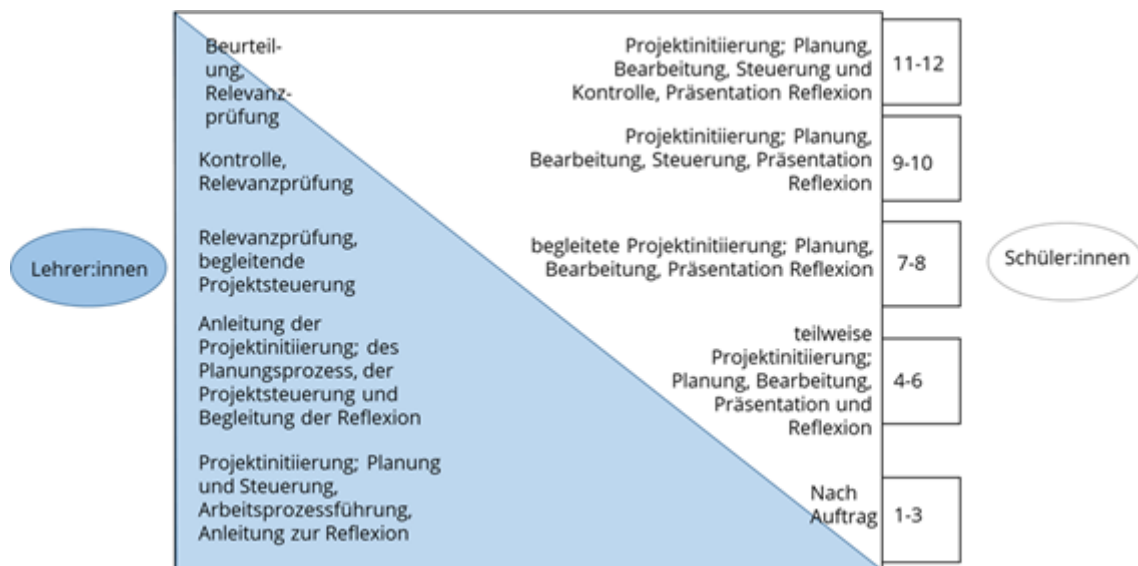 Beurteil-
ung,
Relevanz-
prüfung
Projektinitiierung; Planung,
Bearbeitung, Steuerung und
Kontrolle, Präsentation Reflexion
11-12
Kontrolle,
Relevanzprüfung
Projektinitiierung; Planung,
Bearbeitung, Steuerung, Präsentation
Reflexion
9-10
Lehrer:innen
Relevanzprüfung,
begleitende
Projektsteuerung
begleitete Projektinitiierung; Planung,
Bearbeitung, Präsentation Reflexion
7-8
Schüler:innen
Anleitung der
Projektinitiierung; des
Planungsprozess, der
Projektsteuerung und
Begleitung der Reflexion
teilweise
Projektinitiierung;
Planung, Bearbeitung,
Präsentation und
Reflexion
4-6
Projektinitiierung; Planung
und Steuerung,
Arbeitsprozessführung,
Anleitung zur Reflexion
Nach
Auftrag
1-3